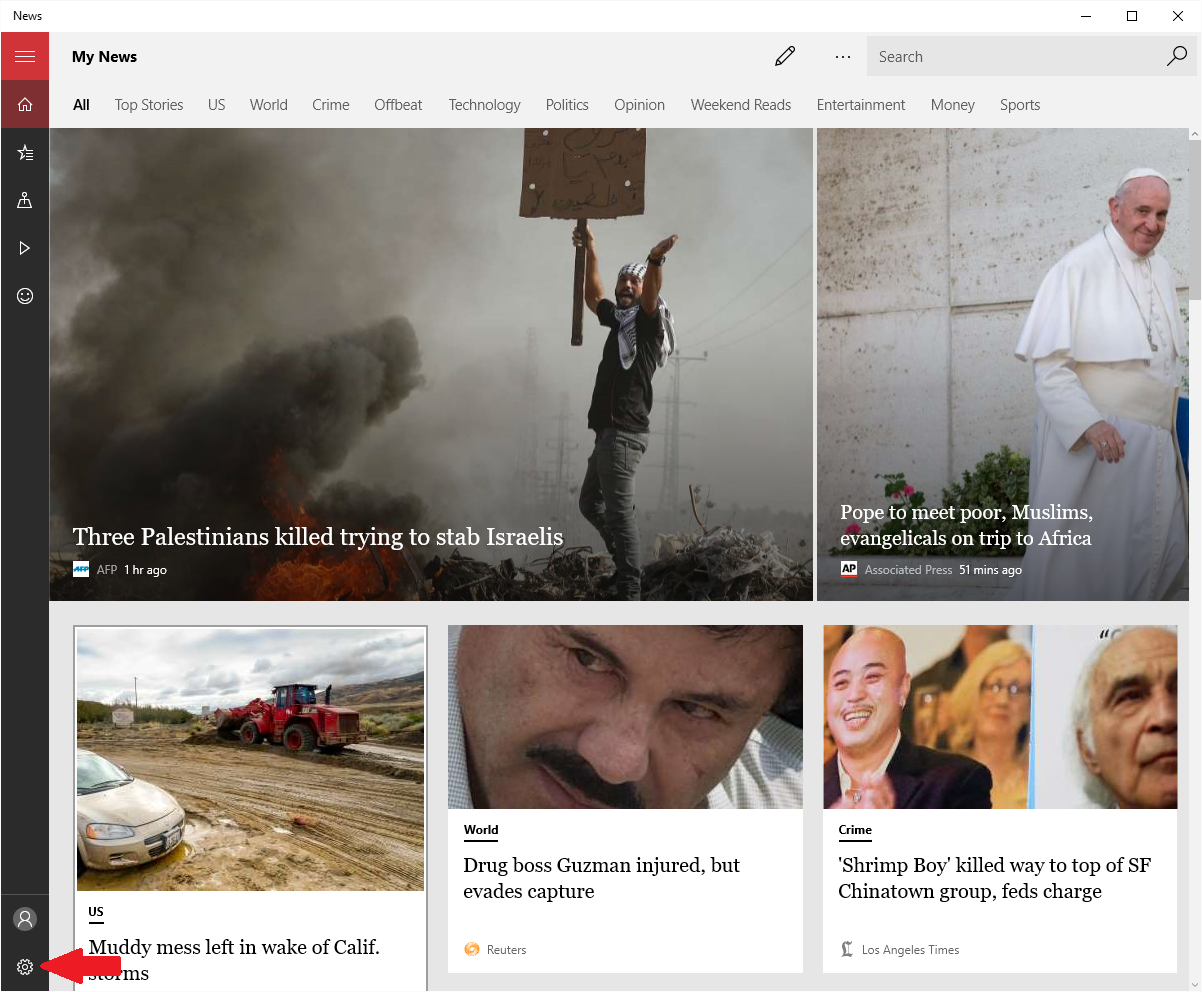 News
My News
Search
All Top Stories US World Crime Offbeat Technology Politics Opinion Weekend Reads Entertainment Money Sports
Three Palestinians killed trying to stab Israelis
AFP AFP 1 hr ago
Pope to meet poor, Muslims,
evangelicals on trip to Africa
AP Associated Press 51 mins ago
US
Muddy mess left in wake of Calif.
storms
World
Drug boss Guzman injured, but
evades capture
Reuters
Crime
'Shrimp Boy' killed way to top of SF
Chinatown group, feds charge
Los Angeles Times